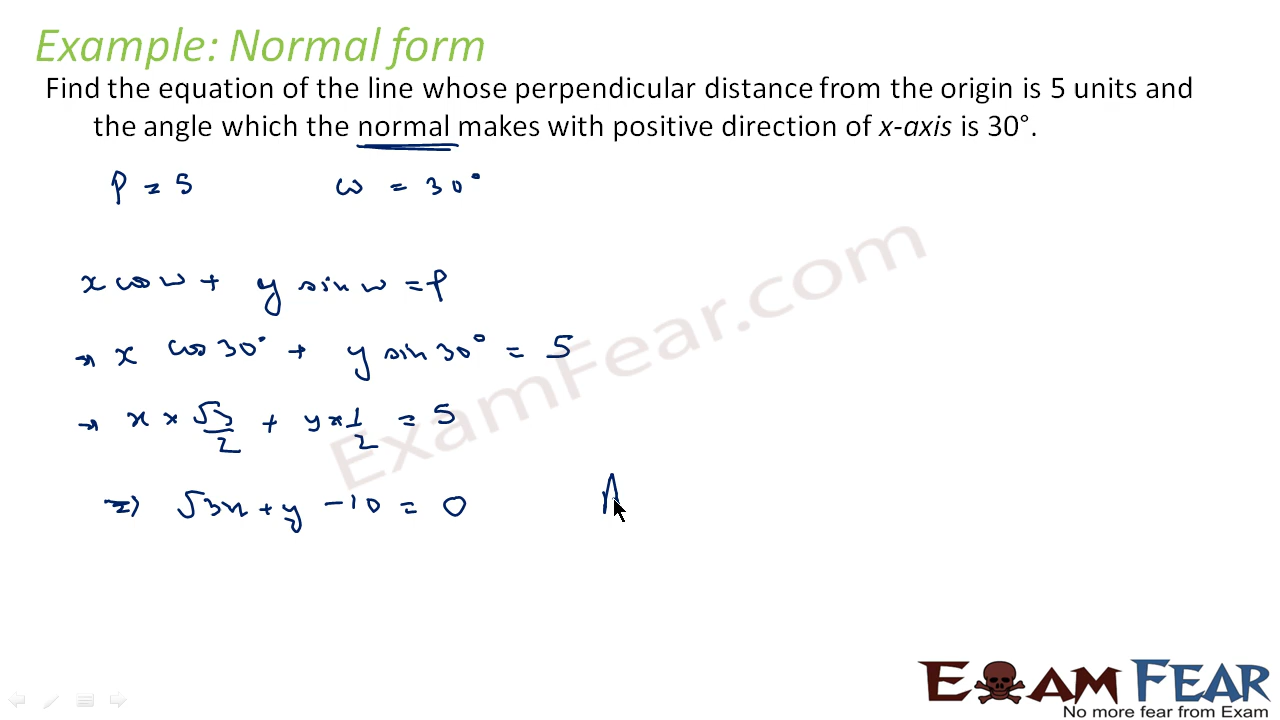 Example: Normal form
Find the equation of the line whose perpendicular distance from the origin is 5 units and
the angle which the normal makes with positive direction of x-axis is 30°.
P = 5 ω = 30°
x cos ω + y sin ω = P
→ x cos 30° + y sin 30° = 5
→ x × √3/2 + y × 1/2 = 5
⇒ √3x + y - 10 = 0 A
ExamFear.com
EXAM FEAR
No more fear from Exam